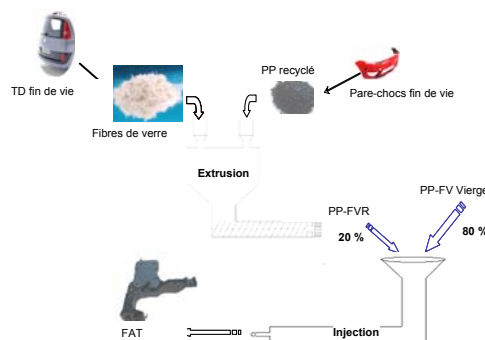 PP recyclé
TD fin de vie
Pare-chocs fin de vie
Fibres de verre
Extrusion
PP-FV Vierge
PP-FVR
20 %
80 %
FAT
Injection